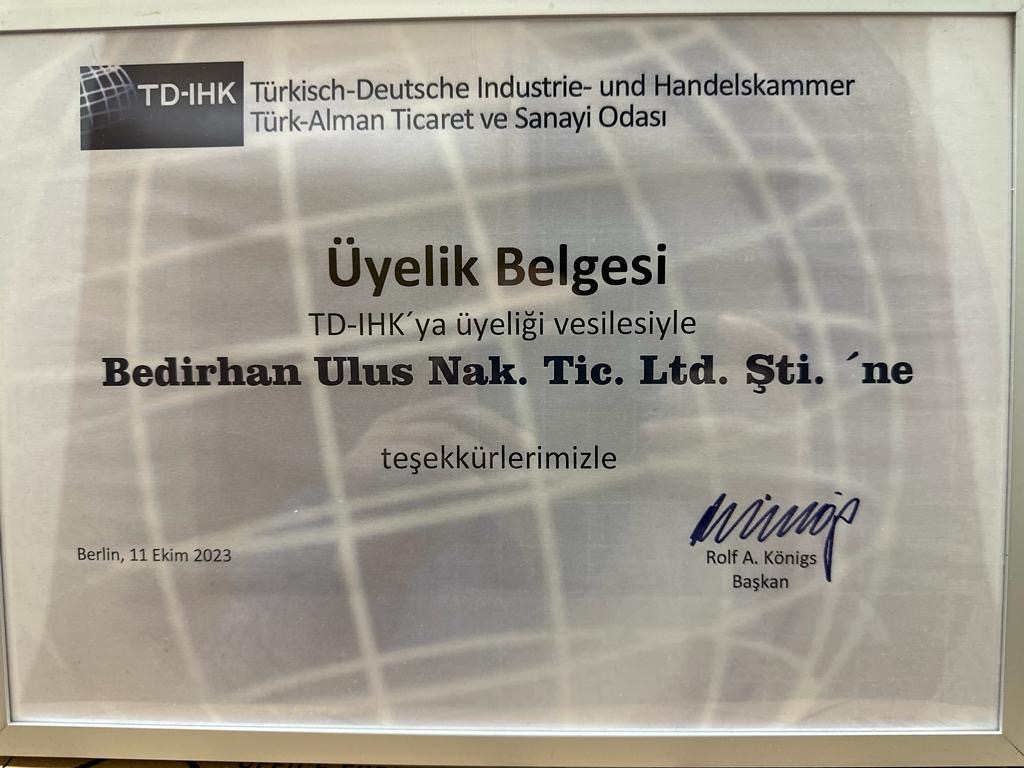 TD-IHK
Türkisch-Deutsche Industrie- und Handelskammer
Türk-Alman Ticaret ve Sanayi Odası
Üyelik Belgesi
TD-IHK´ya üyeliği vesilesiyle
Bedirhan Ulus Nak. Tic. Ltd. Şti. ´ne
teşekkürlerimizle
Berlin, 11 Ekim 2023
Rolf A. Königs
Başkan